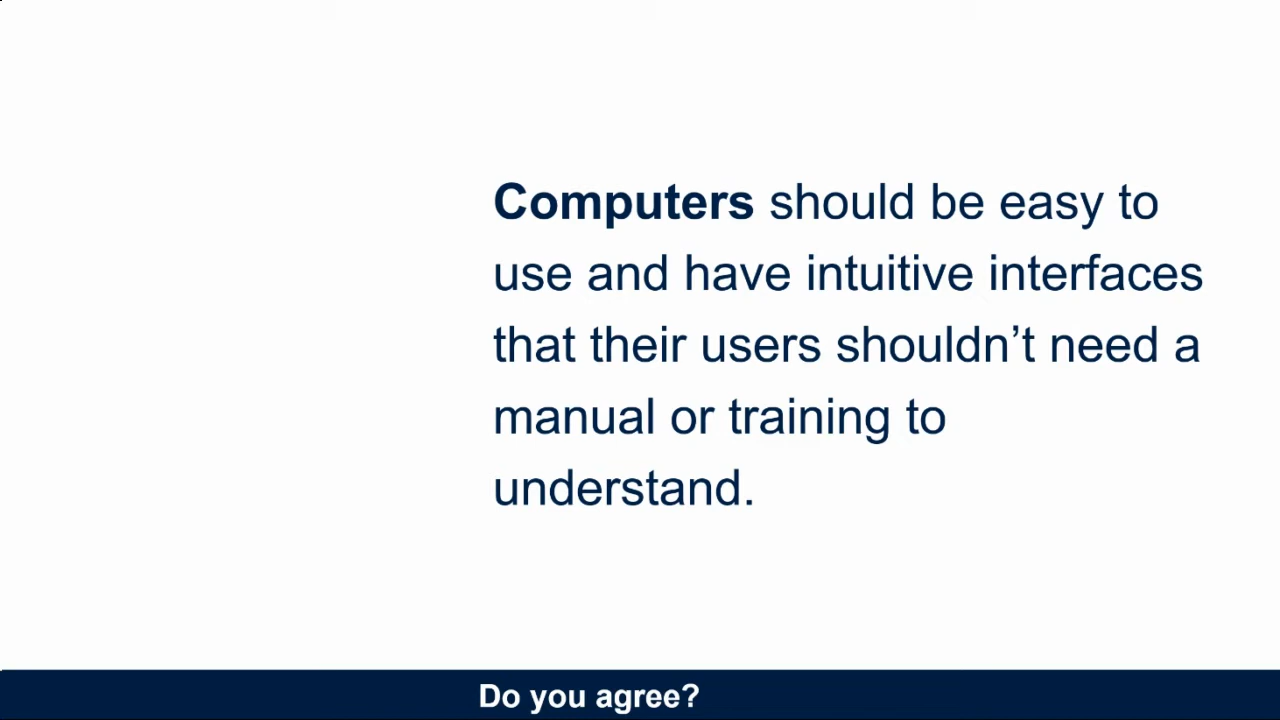 Computers should be easy to
use and have intuitive interfaces
that their users shouldn’t need a
manual or training to
understand.
Do you agree?